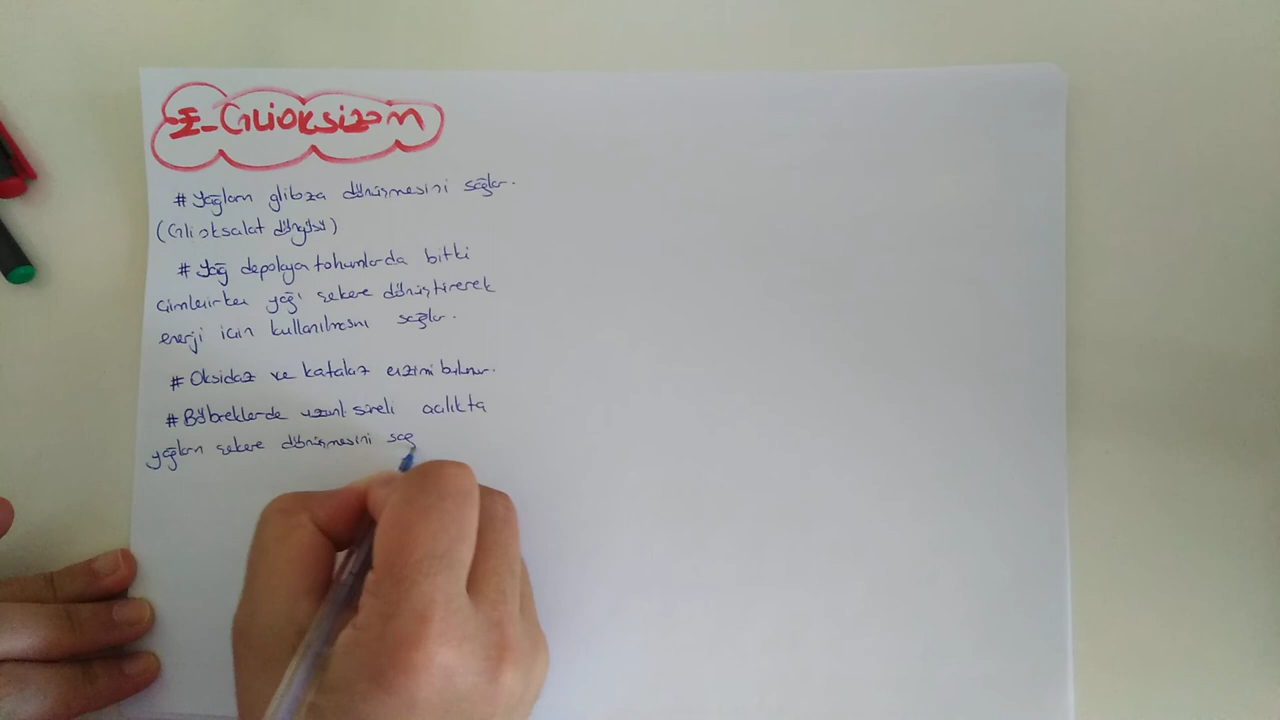 Glioksizom
# Yağların glikoza dönüşmesini sağlar.
(Glioksalat döngüsü)
# Yağ depolayan tohumlarda bitki
çimlenirken yağı şekere dönüştürerek
enerji için kullanılmasını sağlar.
# Oksidaz ve katalaz enzimi bulunur.
# Böbreklerde uzun süreli açlıkta
yağların şekere dönüşmesini sağ